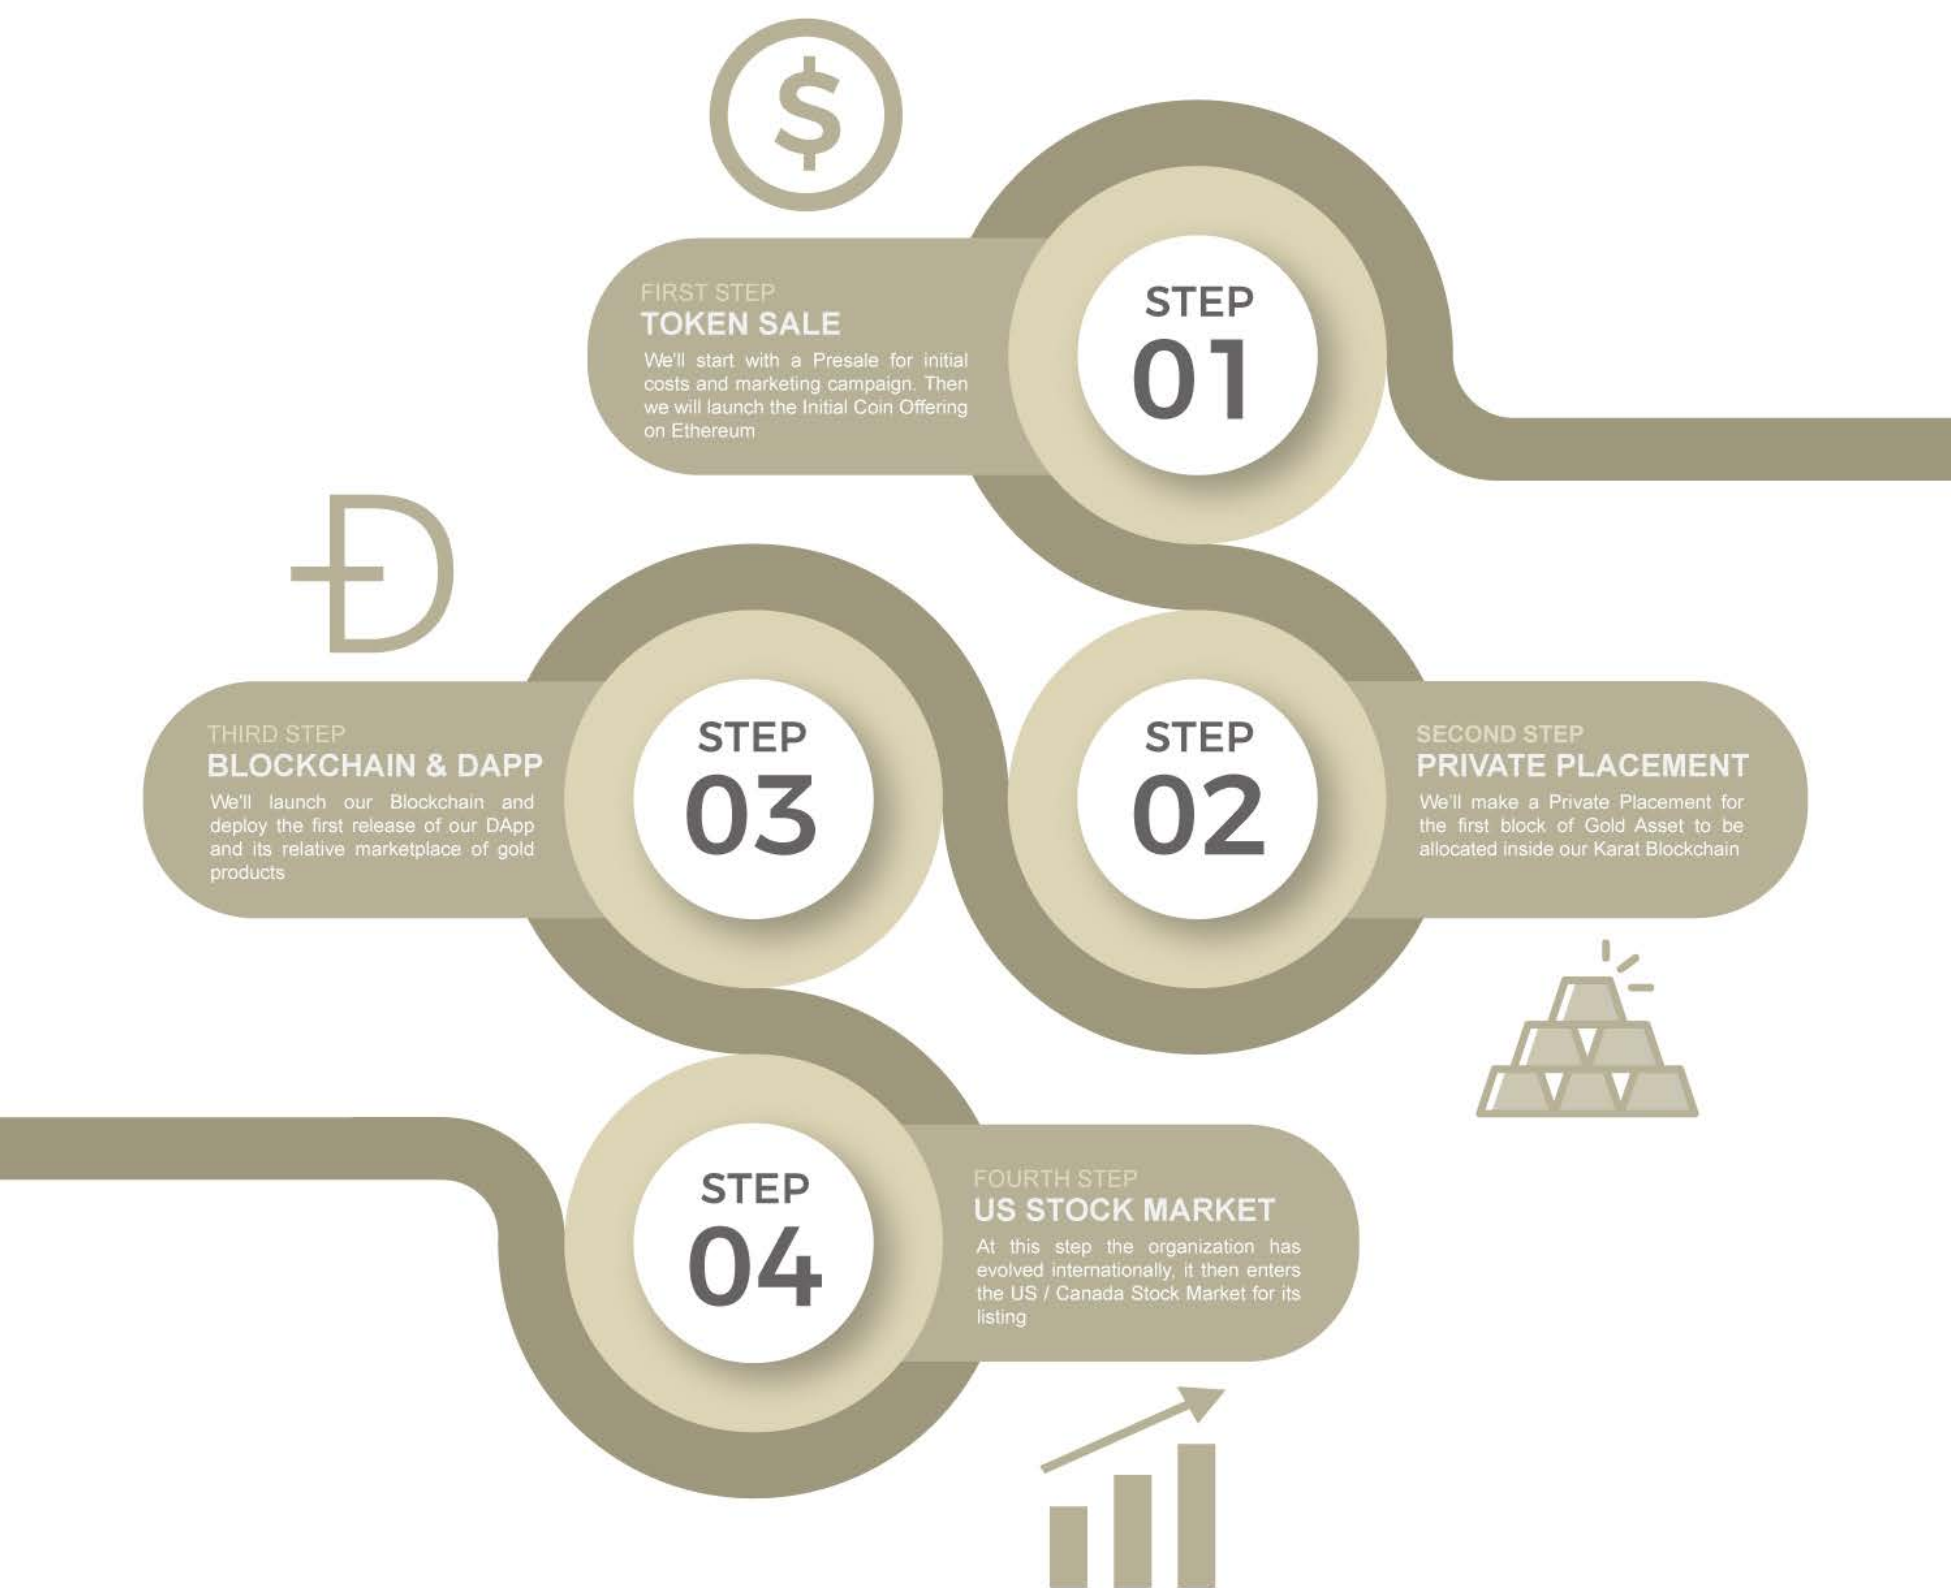 $
FIRST STEP
TOKEN SALE
We'll start with a Presale for initial
costs and marketing campaign. Then
we will launch the Initial Coin Offering
on Ethereum
STEP
01
SECOND STEP
PRIVATE PLACEMENT
We'll make a Private Placement for
the first block of Gold Asset to be
allocated inside our Karat Blockchain
STEP
02
THIRD STEP
BLOCKCHAIN & DAPP
We'll launch our Blockchain and
deploy the first release of our DApp
and its relative marketplace of gold
products
STEP
03
FOURTH STEP
US STOCK MARKET
At this step the organization has
evolved internationally, it then enters
the US / Canada Stock Market for its
listing
STEP
04